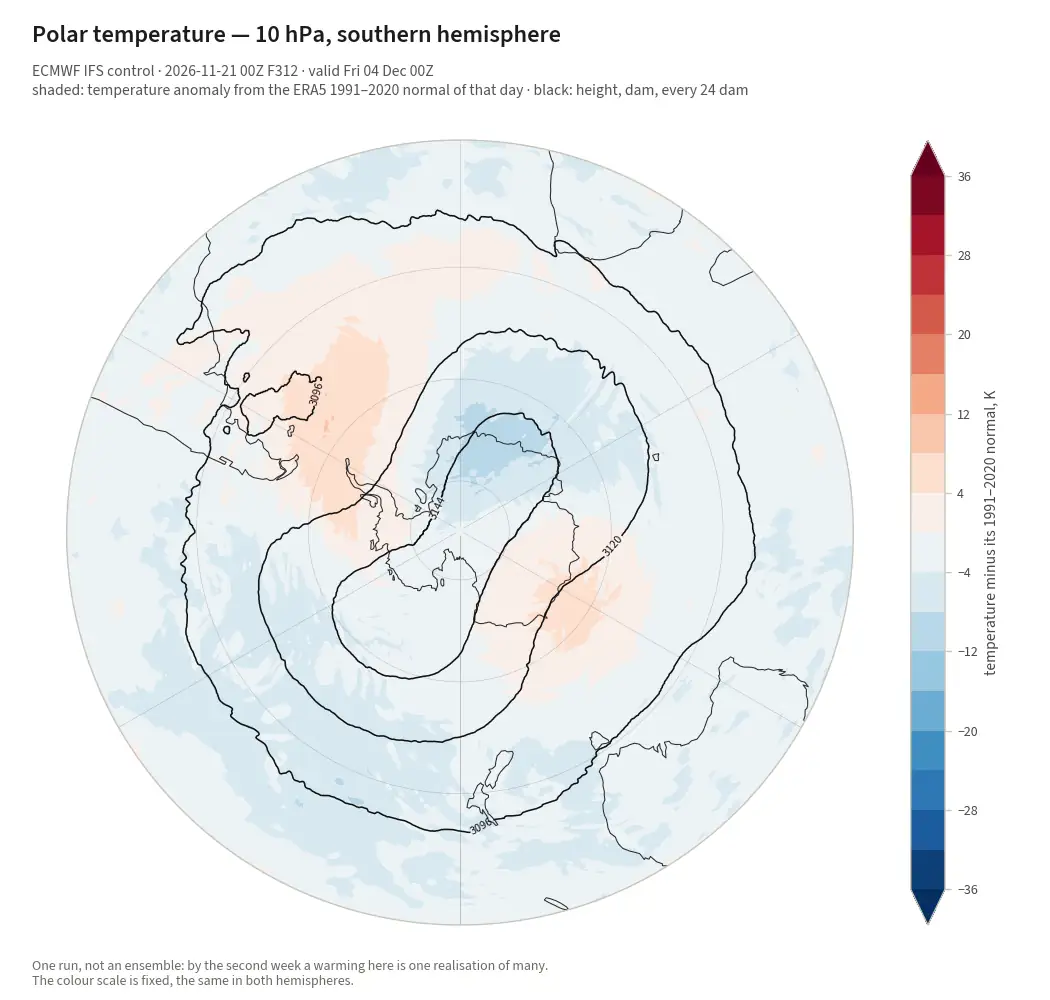 Polar temperature — 10 hPa, southern hemisphere
ECMWF IFS control · 2026-11-21 00Z F312 · valid Fri 04 Dec 00Z
shaded: temperature anomaly from the ERA5 1991–2020 normal of that day · black: height, dam, every 24 dam
36
28
20
12
4
−4
−12
−20
−28
−36
temperature minus its 1991–2020 normal, K
3096
3144
3120
3096
One run, not an ensemble: by the second week a warming here is one realisation of many.
The colour scale is fixed, the same in both hemispheres.